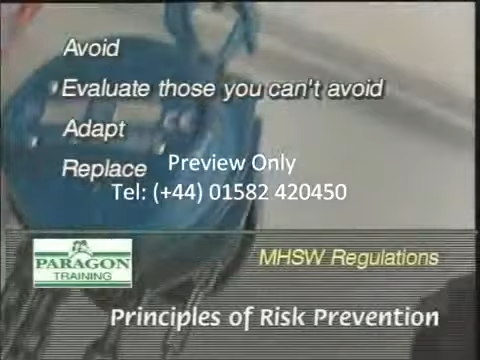 Avoid
Evaluate those you can't avoid
Adapt
Replace
Preview Only
Tel: (+44) 01582 420450
PARAGON
TRAINING
MHSW Regulations
Principles of Risk Prevention